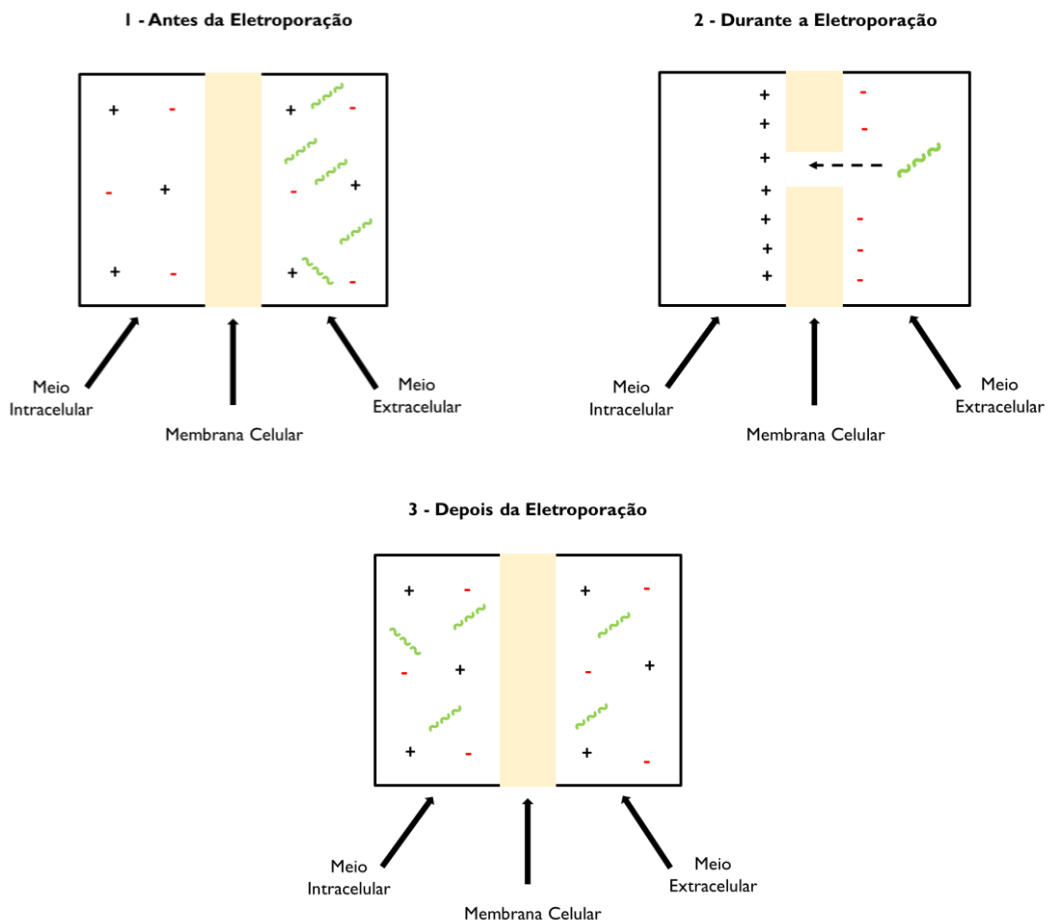 1 - Antes da Eletroporação
Meio
Intracelular
Membrana Celular
Meio
Extracelular
2 - Durante a Eletroporação
Meio
Intracelular
Membrana Celular
Meio
Extracelular
3 - Depois da Eletroporação
Meio
Intracelular
Membrana Celular
Meio
Extracelular